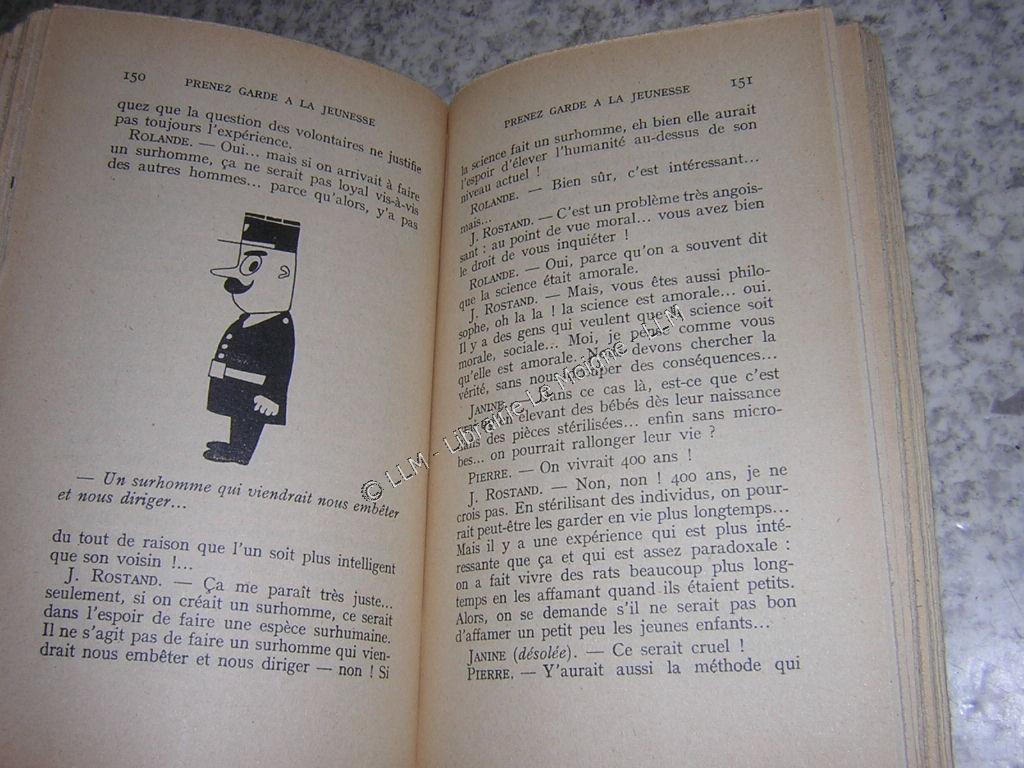 150 PRENEZ GARDE A LA JEUNESSE
quez que la question des volontaires ne justifie
pas toujours l'expérience.
ROLANDE. — Oui... mais si on arrivait à faire
un surhomme, ça ne serait pas loyal vis-à-vis
des autres hommes... parce qu'alors, y'a pas
— Un surhomme qui viendrait nous embêter
et nous diriger...
du tout de raison que l'un soit plus intelligent
que son voisin !...
J. ROSTAND. — Ça me paraît très juste...
seulement, si on créait un surhomme, ce serait
dans l'espoir de faire une espèce surhumaine.
Il ne s'agit pas de faire un surhomme qui vien-
drait nous embêter et nous diriger — non ! Si
PRENEZ GARDE A LA JEUNESSE 151
la science fait un surhomme, eh bien elle aurait
l'espoir d'élever l'humanité au-dessus de son
niveau actuel !
ROLANDE. — Bien sûr, c'est intéressant...
mais...
J. ROSTAND. — C'est un problème très angois-
sant : au point de vue moral... vous avez bien
le droit de vous inquiéter !
ROLANDE. — Oui, parce qu'on a souvent dit
que la science était amorale.
J. ROSTAND. — Mais, vous êtes aussi philo-
sophe, oh la la ! la science est amorale... oui.
Il y a des gens qui veulent que la science soit
morale, sociale... Moi, je pense comme vous
qu'elle est amorale. Nous devons chercher la
vérité, sans nous occuper des conséquences...
JANINE. — Dans ce cas là, est-ce que c'est
en élevant des bébés dès leur naissance
dans des pièces stérilisées... enfin sans micro-
bes... on pourrait rallonger leur vie ?
PIERRE. — On vivrait 400 ans !
J. ROSTAND. — Non, non ! 400 ans, je ne
crois pas. En stérilisant des individus, on pour-
rait peut-être les garder en vie plus longtemps...
Mais il y a une expérience qui est plus inté-
ressante que ça et qui est assez paradoxale :
on a fait vivre des rats beaucoup plus long-
temps en les affamant quand ils étaient petits.
Alors, on se demande s'il ne serait pas bon
d'affamer un petit peu les jeunes enfants...
JANINE (désolée). — Ce serait cruel !
PIERRE. — Y'aurait aussi la méthode qui
© LLM - Librairie Le Moione - LLM